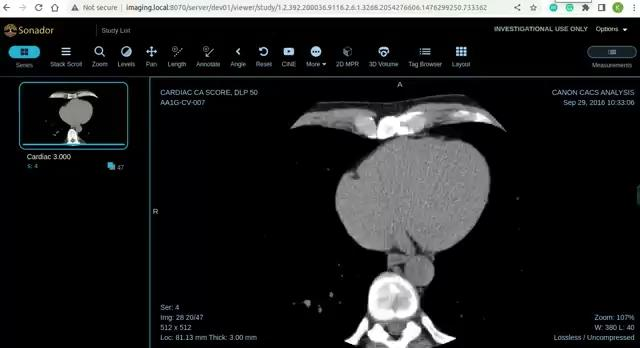 Not secure | imaging.local:8070/server/dev01/viewer/study/1.2.392.200036.9116.2.6.1.3268.2054276606.1476299250.733362
Sonador
Study List
INVESTIGATIONAL USE ONLY
Options
Series
Stack Scroll
Zoom
Levels
Pan
Length
Annotate
Angle
Reset
CINE
More
2D MPR
3D Volume
Tag Browser
Layout
Measurements
Cardiac 3.000
s: 4
47
CARDIAC CA SCORE, DLP 50
AA1G-CV-007
A
CANON CACS ANALYSIS
Sep 29, 2016 10:33:06
R
Ser: 4
Img: 28 20/47
512 x 512
Loc: 81.13 mm Thick: 3.00 mm
Zoom: 107%
W: 380 L: 40
Lossless / Uncompressed